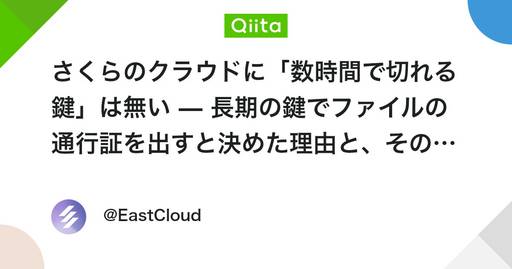 Qiita
さくらのクラウドに「数時間で切れる
鍵」は無い — 長期の鍵でファイルの
通行証を出すと決めた理由と、その…
@EastCloud